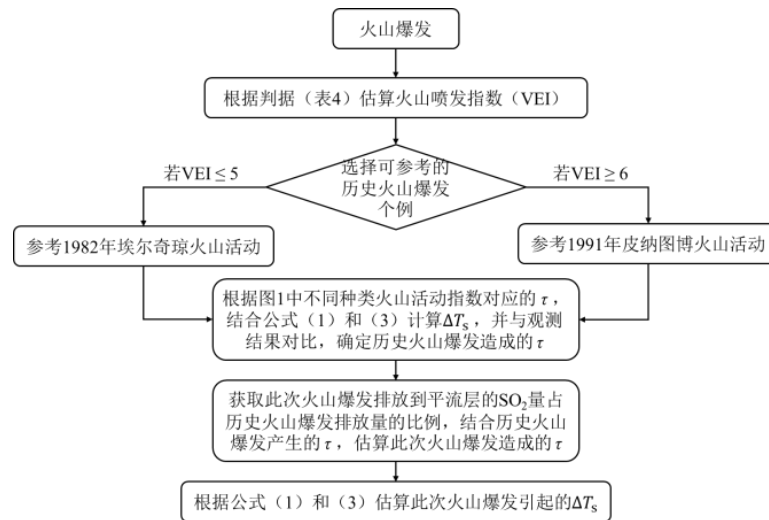 火山爆发
根据判据（表4）估算火山喷发指数（VEI）
选择可参考的
历史火山爆发
个例
若VEI ≤ 5
若VEI ≥ 6
参考1982年埃尔奇琼火山活动
参考1991年皮纳图博火山活动
根据图1中不同种类火山活动指数对应的 τ，
结合公式（1）和（3）计算ΔTs，并与观测
结果对比，确定历史火山爆发造成的 τ
获取此次火山爆发排放到平流层的SO₂量占
历史火山爆发排放量的比例，结合历史火山
爆发产生的 τ，估算此次火山爆发造成的 τ
根据公式（1）和（3）估算此次火山爆发引起的ΔTs